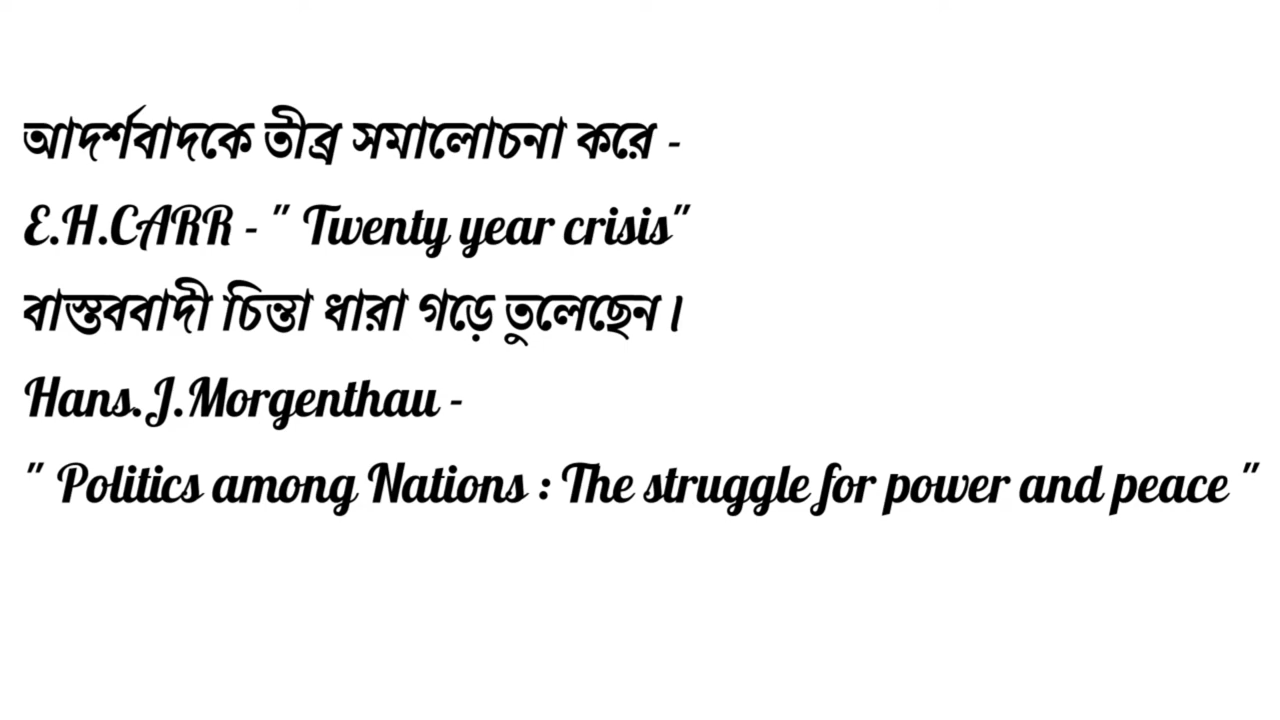 আদর্শবাদকে তীব্র সমালোচনা করে -
E.H.CARR - " Twenty year crisis"
বাস্তববাদী চিন্তা ধারা গড়ে তুলেছেন।
Hans.J.Morgenthau -
" Politics among Nations : The struggle for power and peace "